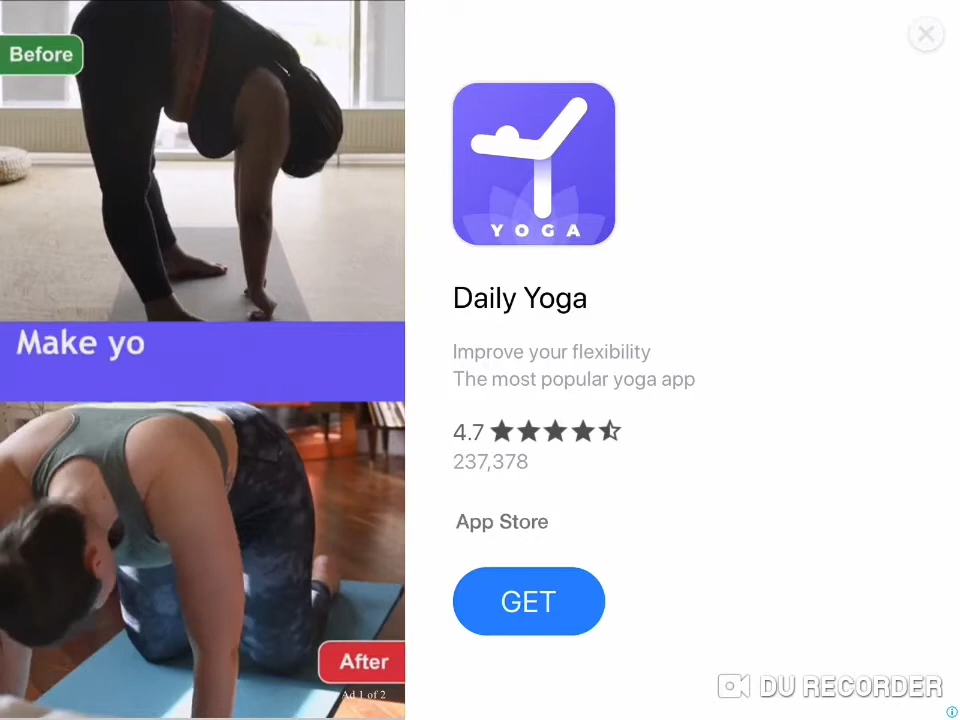 Before
Make yo
After
Ad 1 of 2
YOGA
Daily Yoga
Improve your flexibility
The most popular yoga app
4.7
237,378
App Store
GET
DU RECORDER